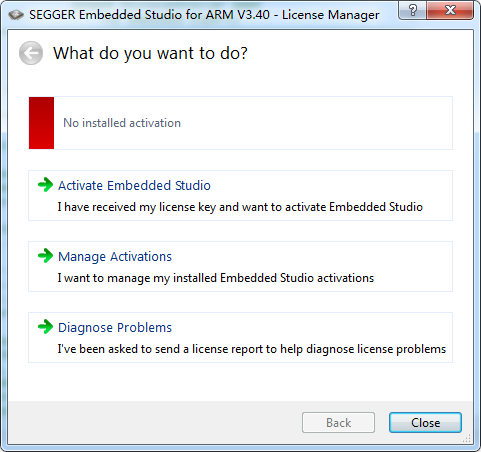 SEGGER Embedded Studio for ARM V3.40 - License Manager
What do you want to do?
No installed activation
Activate Embedded Studio
I have received my license key and want to activate Embedded Studio
Manage Activations
I want to manage my installed Embedded Studio activations
Diagnose Problems
I've been asked to send a license report to help diagnose license problems
Back
Close